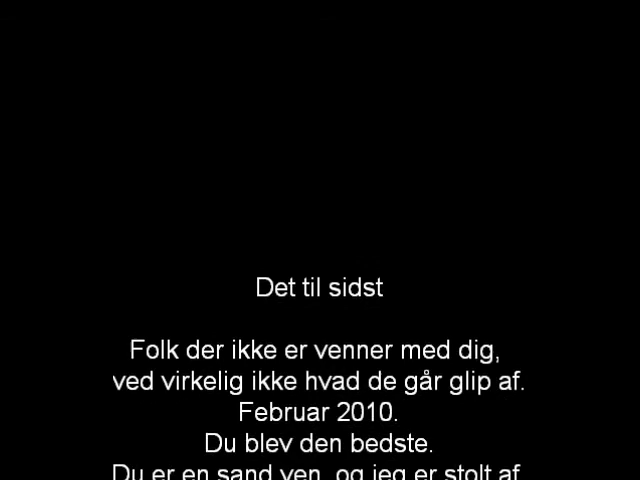 Det til sidst
Folk der ikke er venner med dig,
ved virkelig ikke hvad de går glip af.
Februar 2010.
Du blev den bedste.
Du er en sand ven, og jeg er stolt af